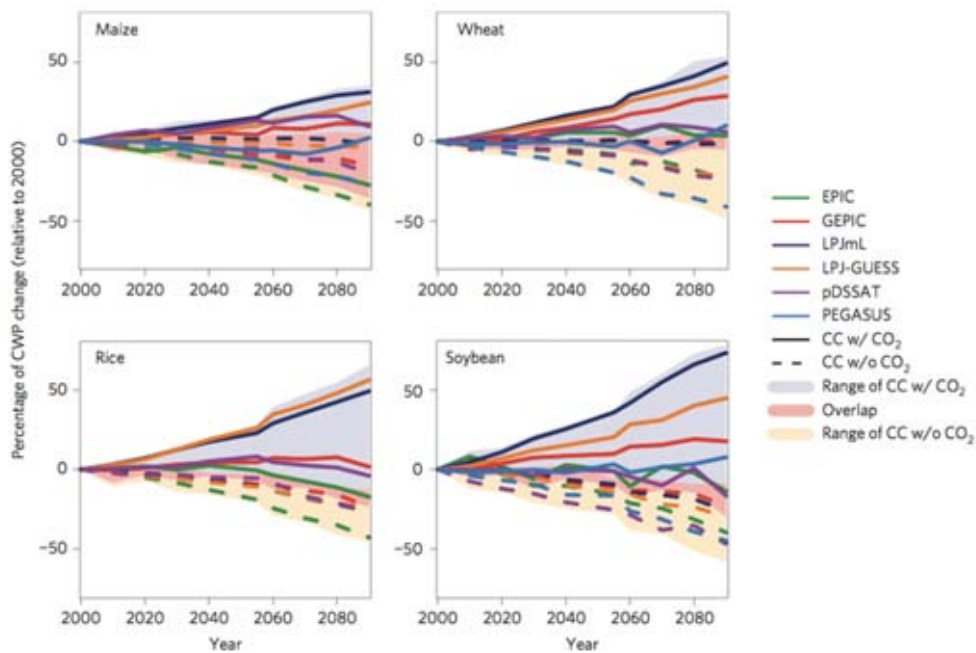 Percentage of CWP change (relative to 2000)
Maize
50
0
−50
2000 2020 2040 2060 2080
Wheat
50
0
−50
2000 2020 2040 2060 2080
Rice
50
0
−50
2000 2020 2040 2060 2080
Year
Soybean
50
0
−50
2000 2020 2040 2060 2080
Year
EPIC
GEPIC
LPJmL
LPJ-GUESS
pDSSAT
PEGASUS
CC w/ CO₂
CC w/o CO₂
Range of CC w/ CO₂
Overlap
Range of CC w/o CO₂